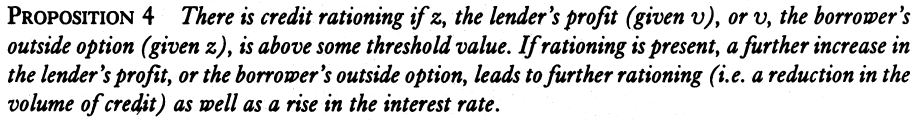 PROPOSITION 4 There is credit rationing if z, the lender's profit (given v), or v, the borrower's
outside option (given z), is above some threshold value. If rationing is present, a further increase in
the lender's profit, or the borrower's outside option, leads to further rationing (i.e. a reduction in the
volume of credit) as well as a rise in the interest rate.